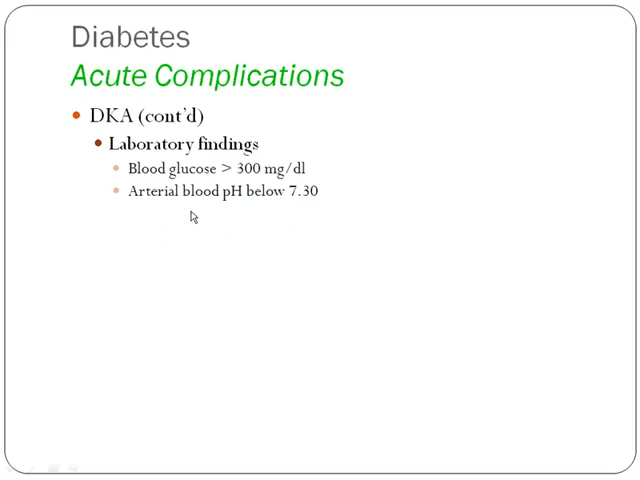 Diabetes
Acute Complications
DKA (cont’d)
Laboratory findings
Blood glucose > 300 mg/dl
Arterial blood pH below 7.30